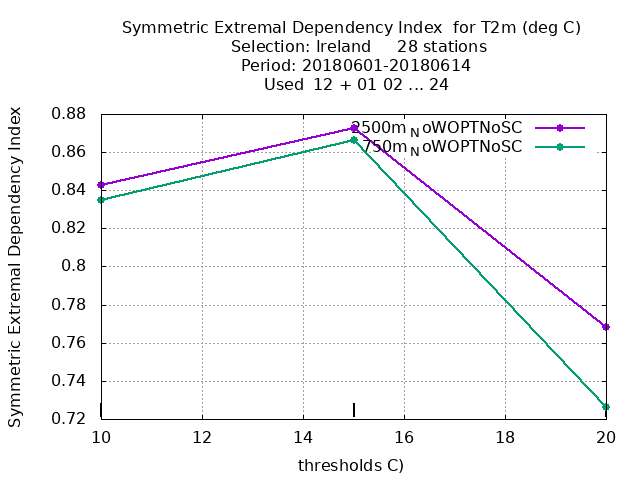 Symmetric Extremal Dependency Index  for T2m (deg C)
Selection: Ireland     28 stations
Period: 20180601-20180614
Used  12 + 01 02 ... 24
Symmetric Extremal Dependency Index
0.88
0.86
0.84
0.82
0.8
0.78
0.76
0.74
0.72
2500m_NoWOPTNoSC
750m_NoWOPTNoSC
10 12 14 16 18 20
thresholds C)